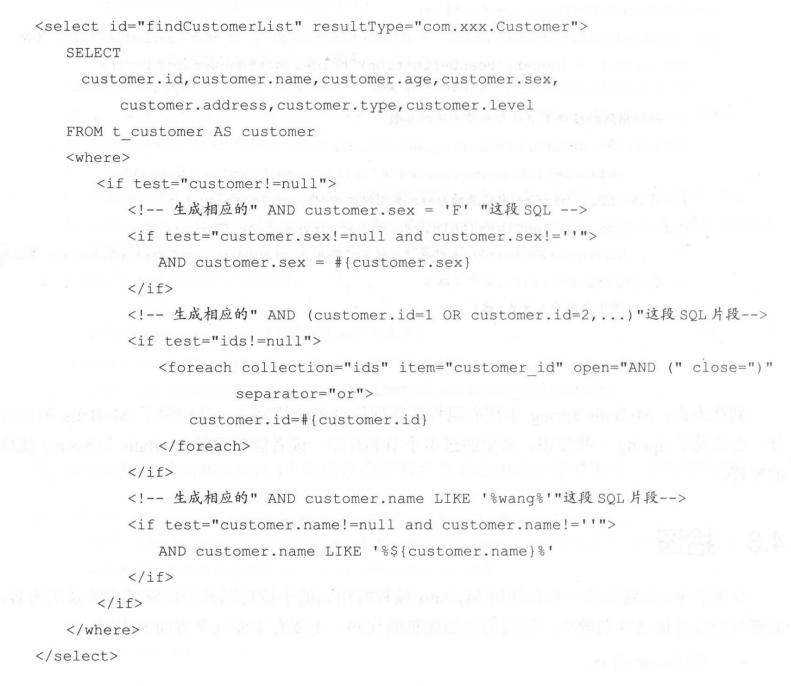 <select id="findCustomerList" resultType="com.xxx.Customer">
SELECT
customer.id,customer.name,customer.age,customer.sex,
customer.address,customer.type,customer.level
FROM t_customer AS customer
<where>
<if test="customer!=null">
<!-- 生成相应的" AND customer.sex = 'F' "这段 SQL -->
<if test="customer.sex!=null and customer.sex!=''">
AND customer.sex = #{customer.sex}
</if>
<!-- 生成相应的" AND (customer.id=1 OR customer.id=2,...)"这段 SQL 片段-->
<if test="ids!=null">
<foreach collection="ids" item="customer_id" open="AND (" close=")"
separator="or">
customer.id=#{customer.id}
</foreach>
</if>
<!-- 生成相应的" AND customer.name LIKE '%wang%'"这段 SQL 片段-->
<if test="customer.name!=null and customer.name!=''">
AND customer.name LIKE '%${customer.name}%'
</if>
</if>
</where>
</select>